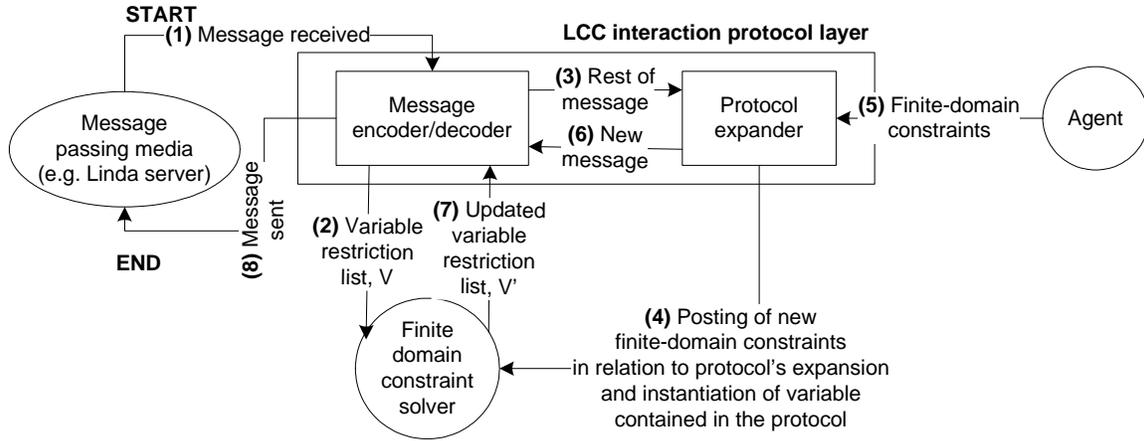 START
(1) Message received
LCC interaction protocol layer
Message
encoder/decoder
(3) Rest of
message
(6) New
message
Protocol
expander
(5) Finite-domain
constraints
Agent
Message
passing media
(e.g. Linda server)
END
(8) Message
sent
(2) Variable
restriction
list, V
(7) Updated
variable
restriction
list, V’
Finite
domain
constraint
solver
(4) Posting of new
finite-domain constraints
in relation to protocol’s expansion
and instantiation of variable
contained in the protocol